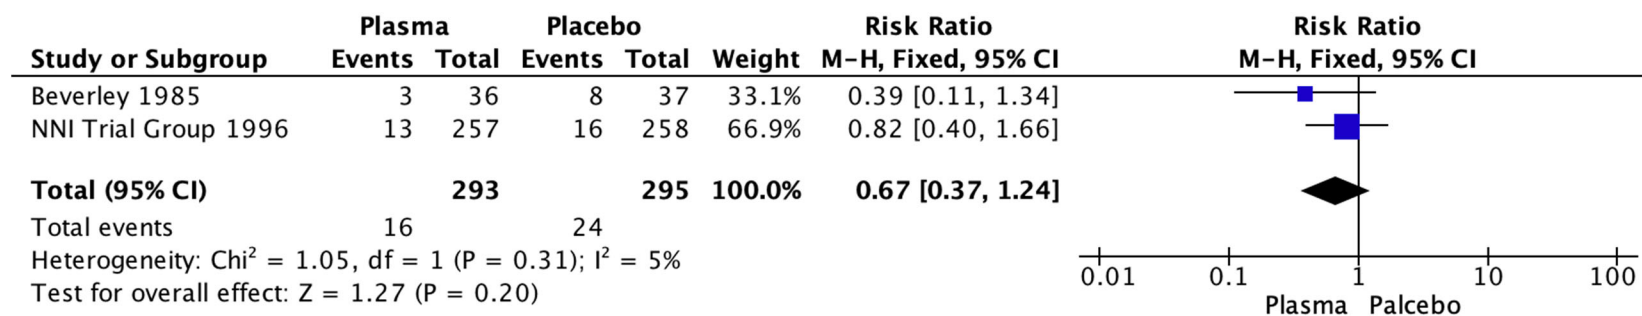 Plasma Placebo Risk Ratio Risk Ratio
Study or Subgroup Events Total Events Total Weight M-H, Fixed, 95% CI M-H, Fixed, 95% CI
Beverley 1985 3 36 8 37 33.1% 0.39 [0.11, 1.34]
NNI Trial Group 1996 13 257 16 258 66.9% 0.82 [0.40, 1.66]
Total (95% CI) 293 295 100.0% 0.67 [0.37, 1.24]
Total events 16 24
Heterogeneity: Chi² = 1.05, df = 1 (P = 0.31); I² = 5%
Test for overall effect: Z = 1.27 (P = 0.20)
0.01 0.1 1 10 100
Plasma Palcebo